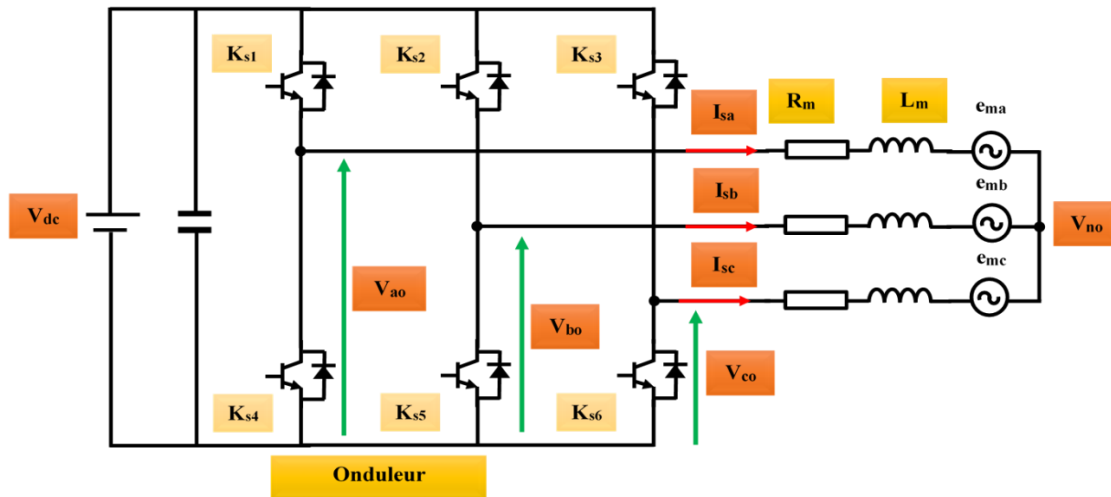 Ks1
Ks2
Ks3
Isa
Rm
Lm
ema
Isb
emb
Vdc
Vno
Isc
emc
Vao
Vbo
Vco
Ks4
Ks5
Ks6
Onduleur